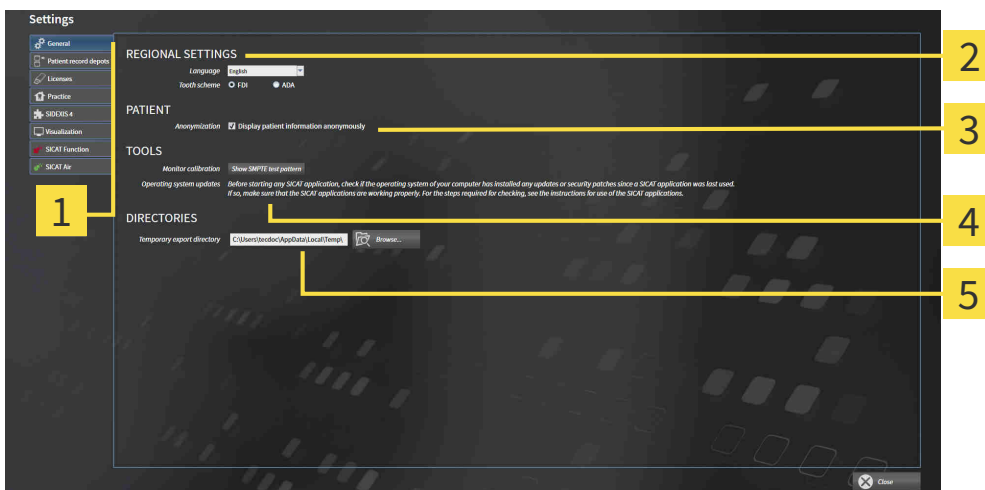 Settings
General
Patient record depots
Licenses
Practice
SIDEXIS 4
Visualization
SICAT Function
SICAT Air
1
REGIONAL SETTINGS
Language English
Tooth scheme FDI ADA
PATIENT
Anonymization Display patient information anonymously
TOOLS
Monitor calibration Show SMPTE test pattern
Operating system updates Before starting any SICAT application, check if the operating system of your computer has installed any updates or security patches since a SICAT application was last used.
If so, make sure that the SICAT applications are working properly. For the steps required for checking, see the instructions for use of the SICAT applications.
DIRECTORIES
Temporary export directory C:\Users\tecdoc\AppData\Local\Temp\ Browse...
2
3
4
5
Close